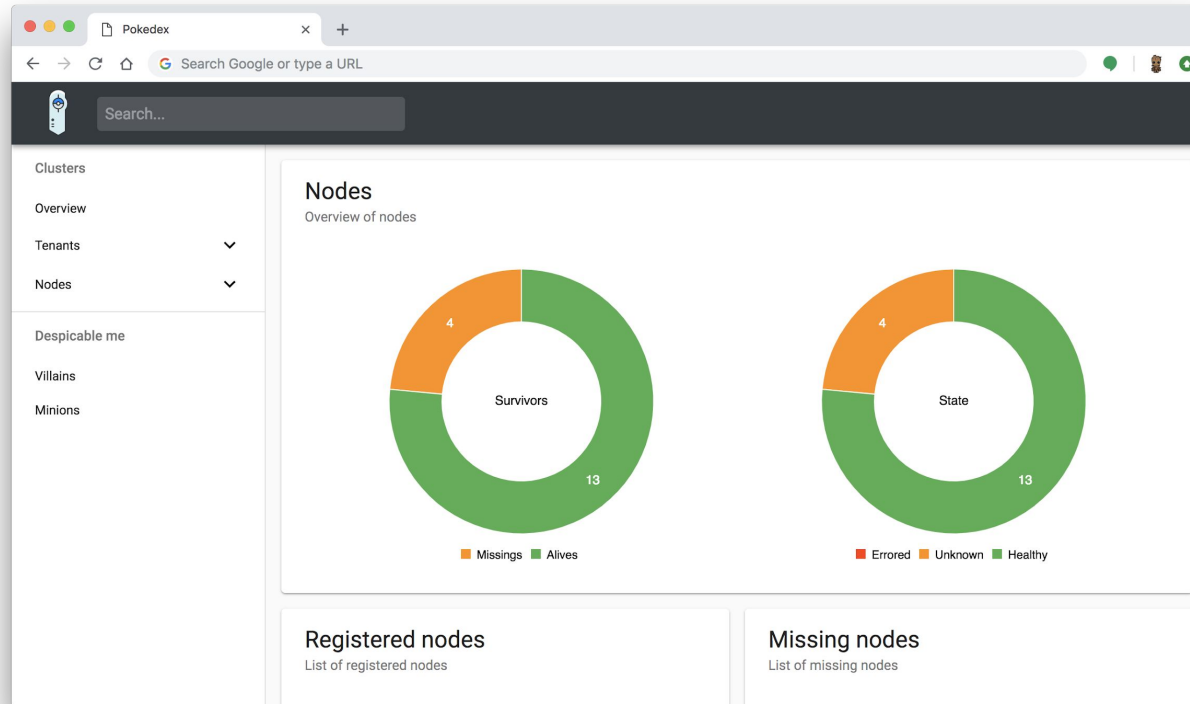 Pokedex
Search Google or type a URL
Search...
Clusters
Overview
Tenants
Nodes
Despicable me
Villains
Minions
Nodes
Overview of nodes
4
Survivors
13
Missings Alives
4
State
13
Errored Unknown Healthy
Registered nodes
List of registered nodes
Missing nodes
List of missing nodes